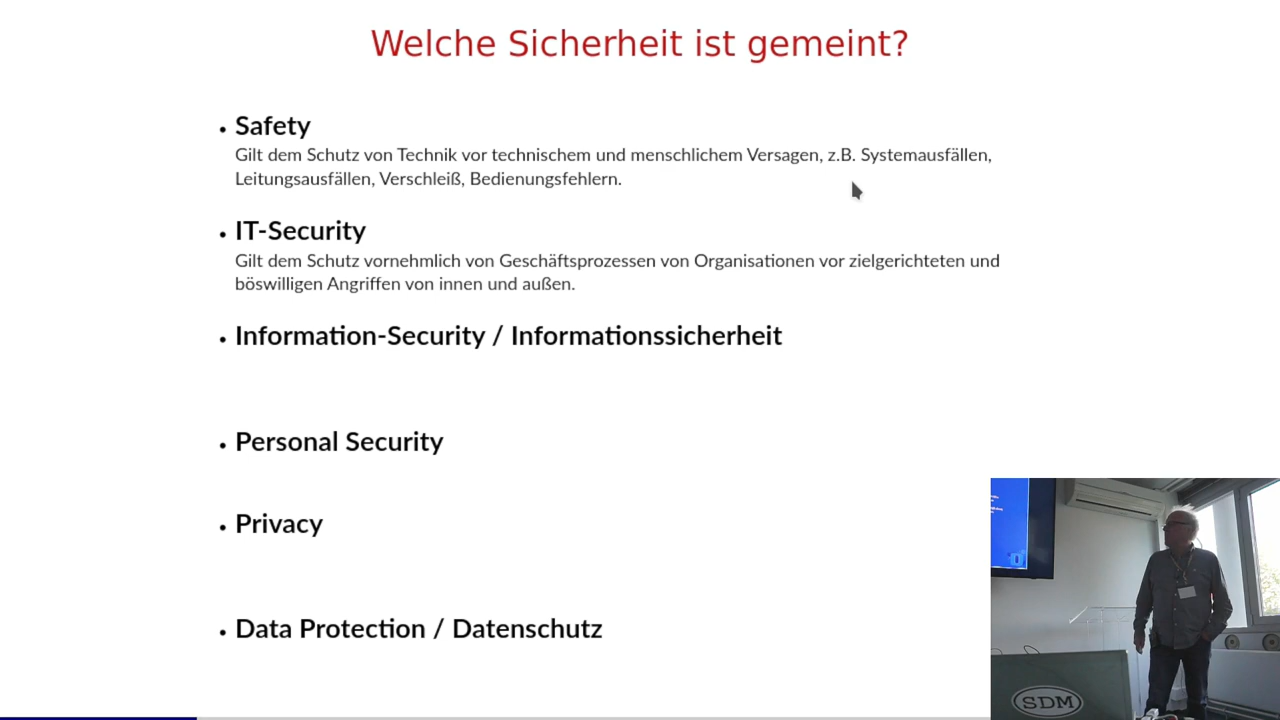 Welche Sicherheit ist gemeint?
• Safety
Gilt dem Schutz von Technik vor technischem und menschlichem Versagen, z.B. Systemausfällen,
Leitungsausfällen, Verschleiß, Bedienungsfehlern.
• IT-Security
Gilt dem Schutz vornehmlich von Geschäftsprozessen von Organisationen vor zielgerichteten und
böswilligen Angriffen von innen und außen.
• Information-Security / Informationssicherheit
• Personal Security
• Privacy
• Data Protection / Datenschutz
SDM